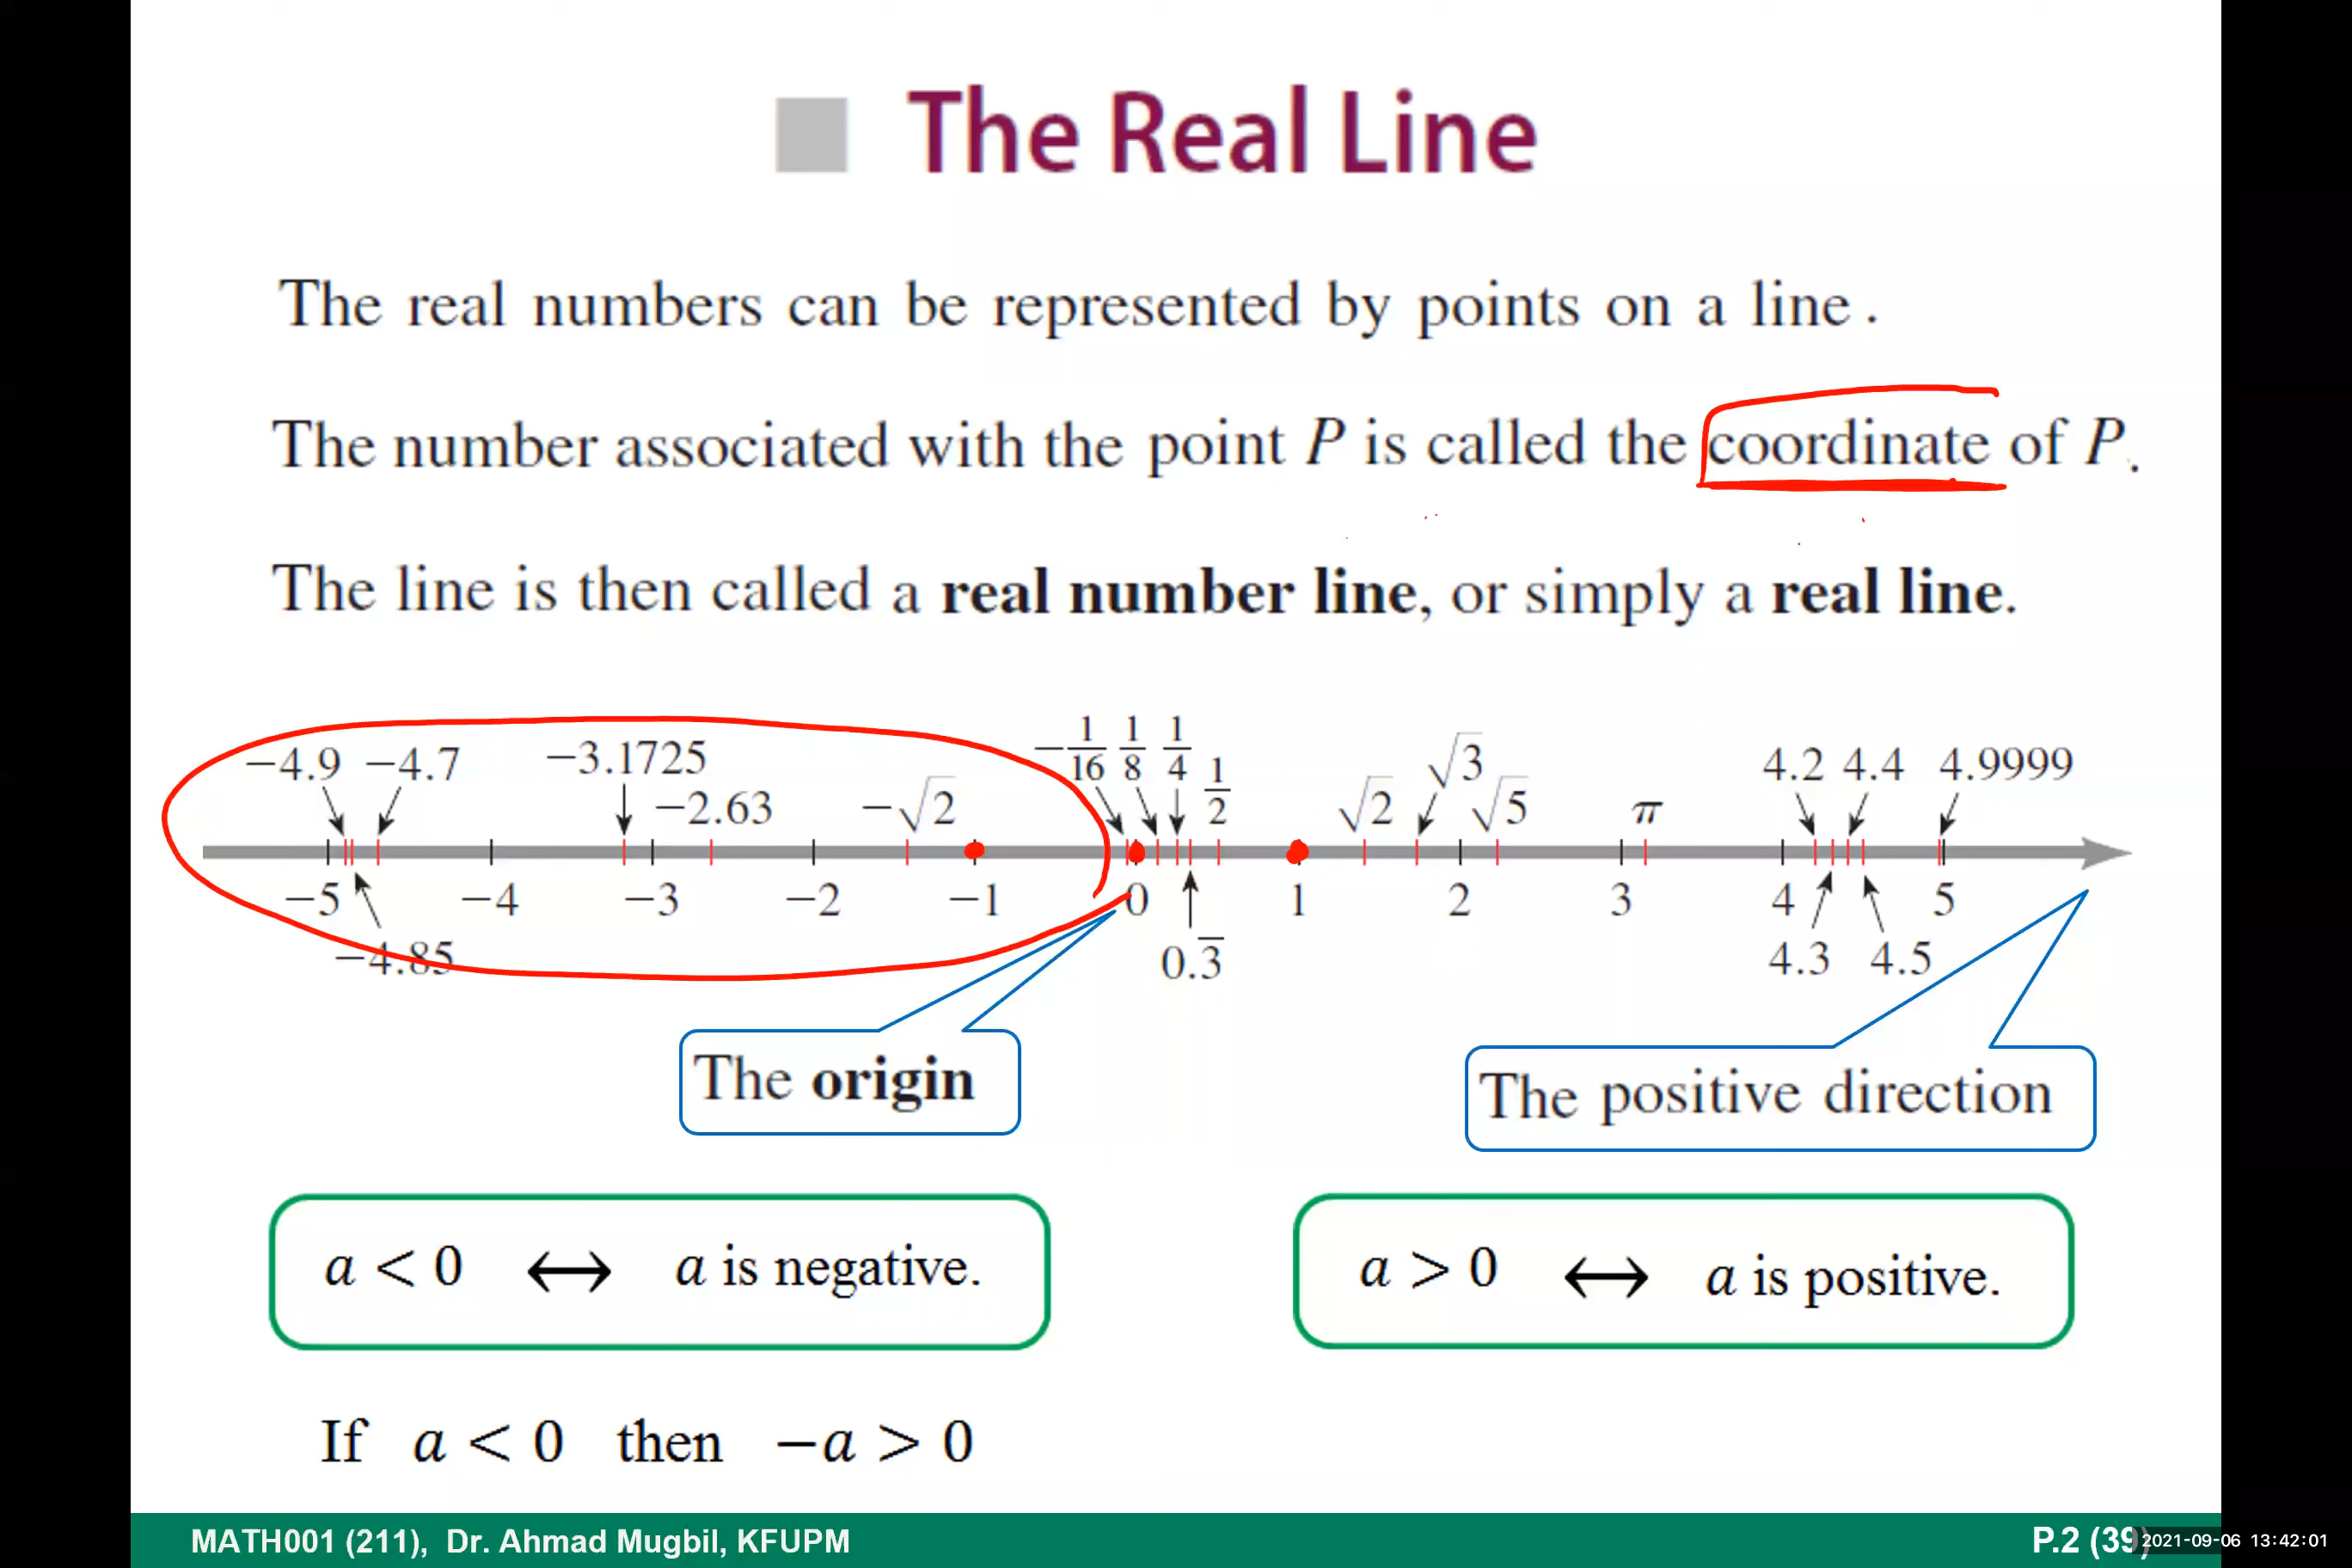 The Real Line
The real numbers can be represented by points on a line.
The number associated with the point P is called the coordinate of P.
The line is then called a real number line, or simply a real line.
−4.9 −4.7 −3.1725 −2.63 −√2 −1/16 1/8 1/4 1/2 √2 √3 √5 π 4.2 4.4 4.9999
−5 −4 −3 −2 −1 0 1 2 3 4 5
−4.85 0.3̅ 4.3 4.5
The origin
The positive direction
a < 0 ↔ a is negative.
a > 0 ↔ a is positive.
If a < 0 then −a > 0
MATH001 (211), Dr. Ahmad Mugbil, KFUPM
P.2 (39)
2021-09-06 13:42:01